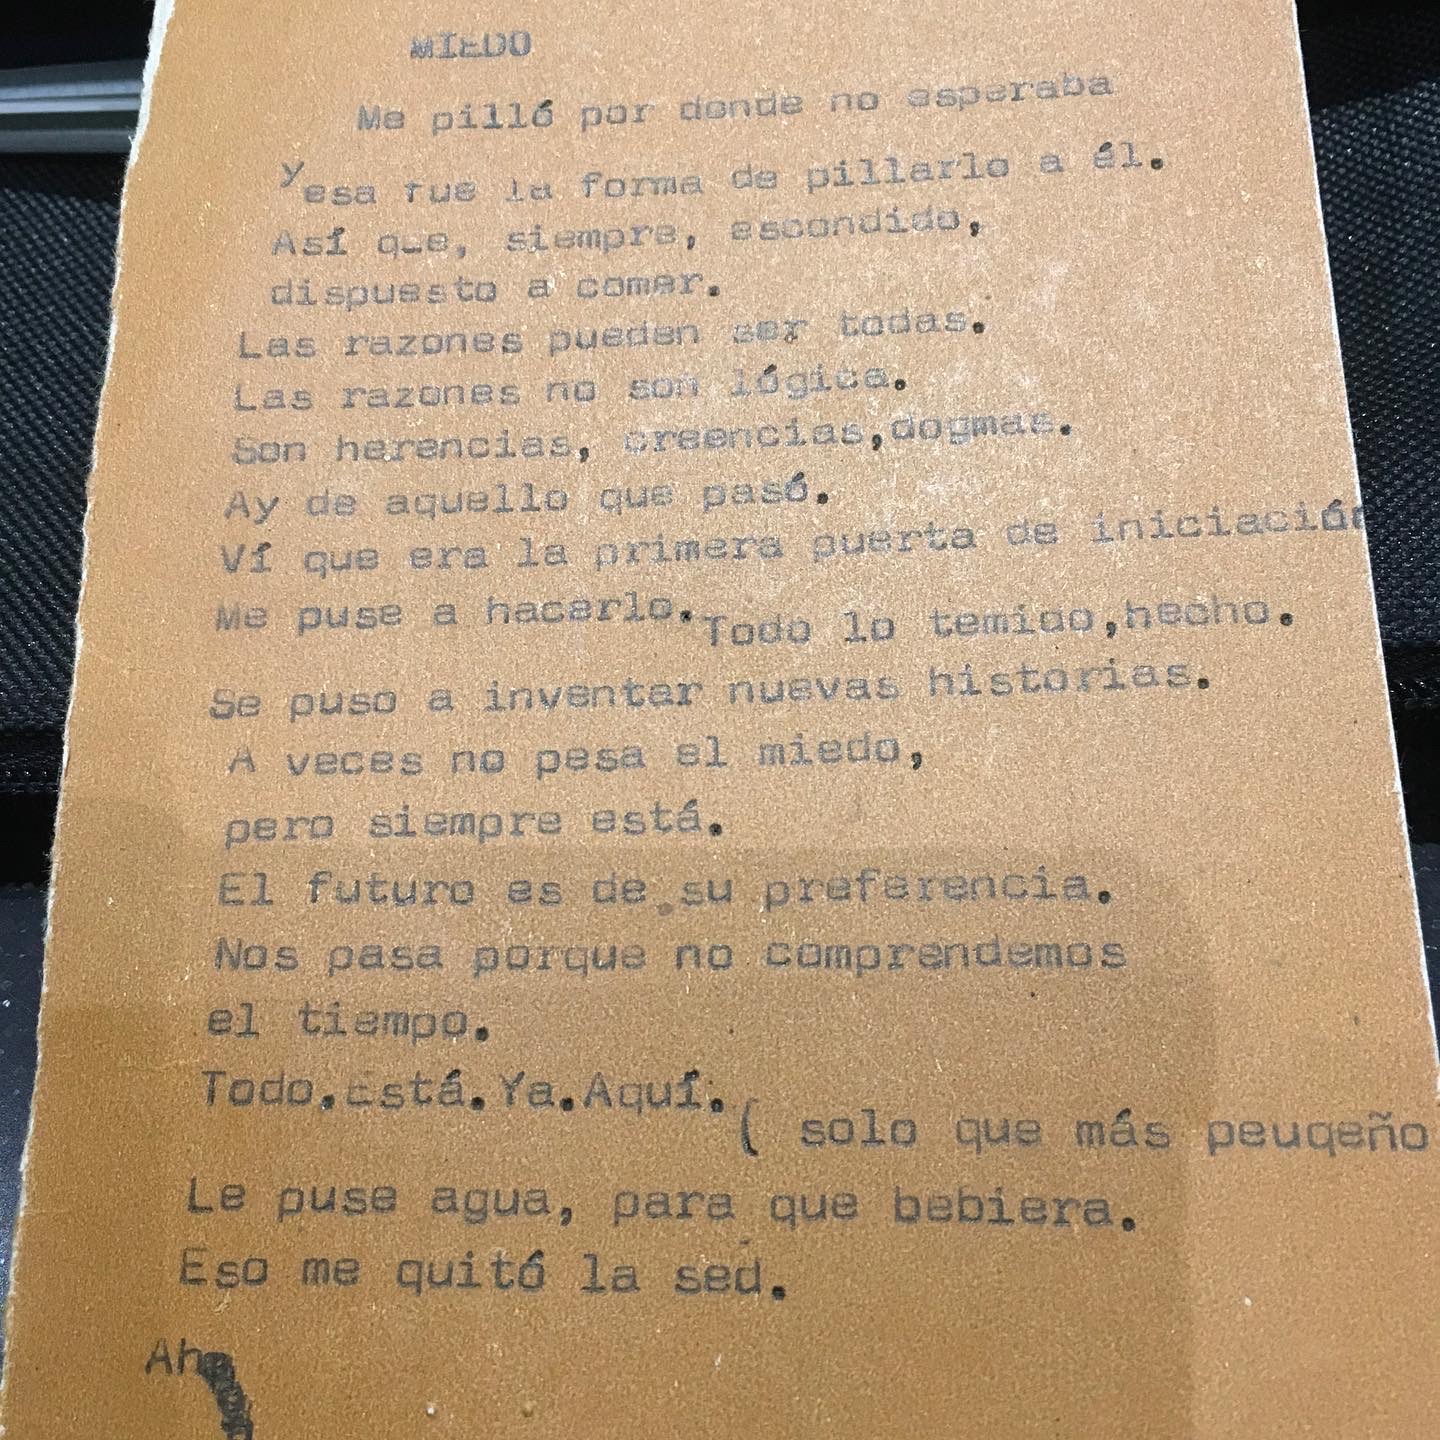 MIEDO
Me pilló por donde no esperaba
y esa fue la forma de pillarlo a él.
Así que, siempre, escondido,
dispuesto a comer.
Las razones pueden ser todas.
Las razones no son lógica.
Son herencias, creencias,dogmas.
Ay de aquello que pasó.
Ví que era la primera puerta de iniciación
Me puse a hacerlo. Todo lo temido,hecho.
Se puso a inventar nuevas historias.
A veces no pesa el miedo,
pero siempre está.
El futuro es de su preferencia.
Nos pasa porque no comprendemos
el tiempo.
Todo.Está.Ya.Aquí. ( solo que más peuqeño
Le puse agua, para que bebiera.
Eso me quitó la sed.